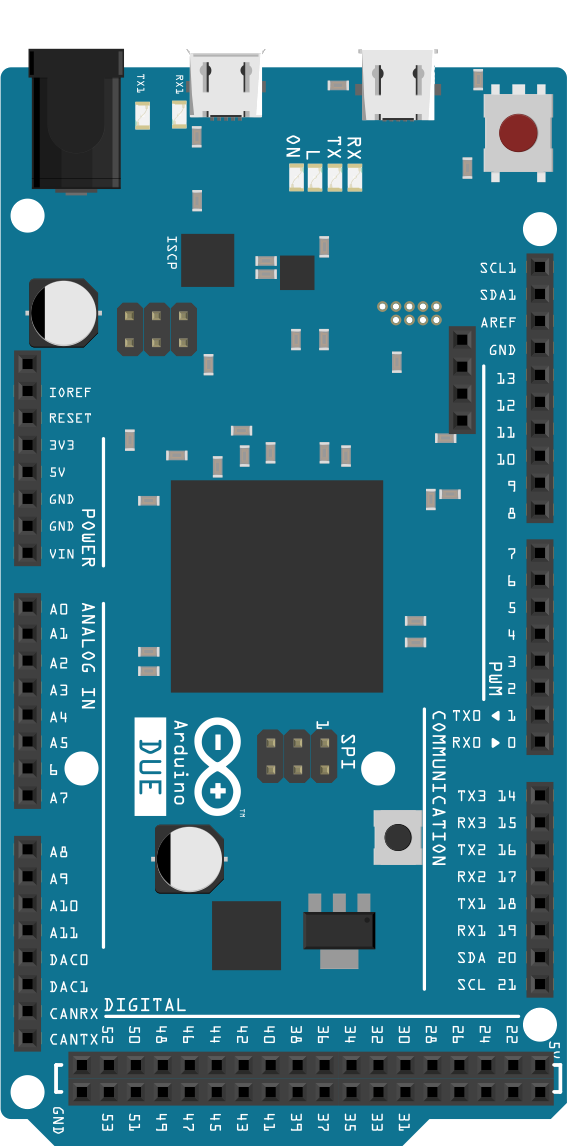 TX1
RX1
ON
L
TX
RX
ISCP
SCL1
SDA1
AREF
GND
13
12
11
10
9
8
IOREF
RESET
3V3
5V
GND
GND
VIN
POWER
7
6
5
4
3
2
TX0 1
RX0 0
PWM
A0
A1
A2
A3
A4
A5
6
A7
ANALOG IN
COMMUNICATION
1
SPI
Arduino
TM
DUE
TX3 14
RX3 15
TX2 16
RX2 17
TX1 18
RX1 19
SDA 20
SCL 21
A8
A9
A10
A11
DAC0
DAC1
CANRX
CANTX
DIGITAL
52 50 48 46 44 42 40 38 36 34 32 30 28 26 24 22
5V
GND
53 51 49 47 45 43 41 39 37 35 33 31